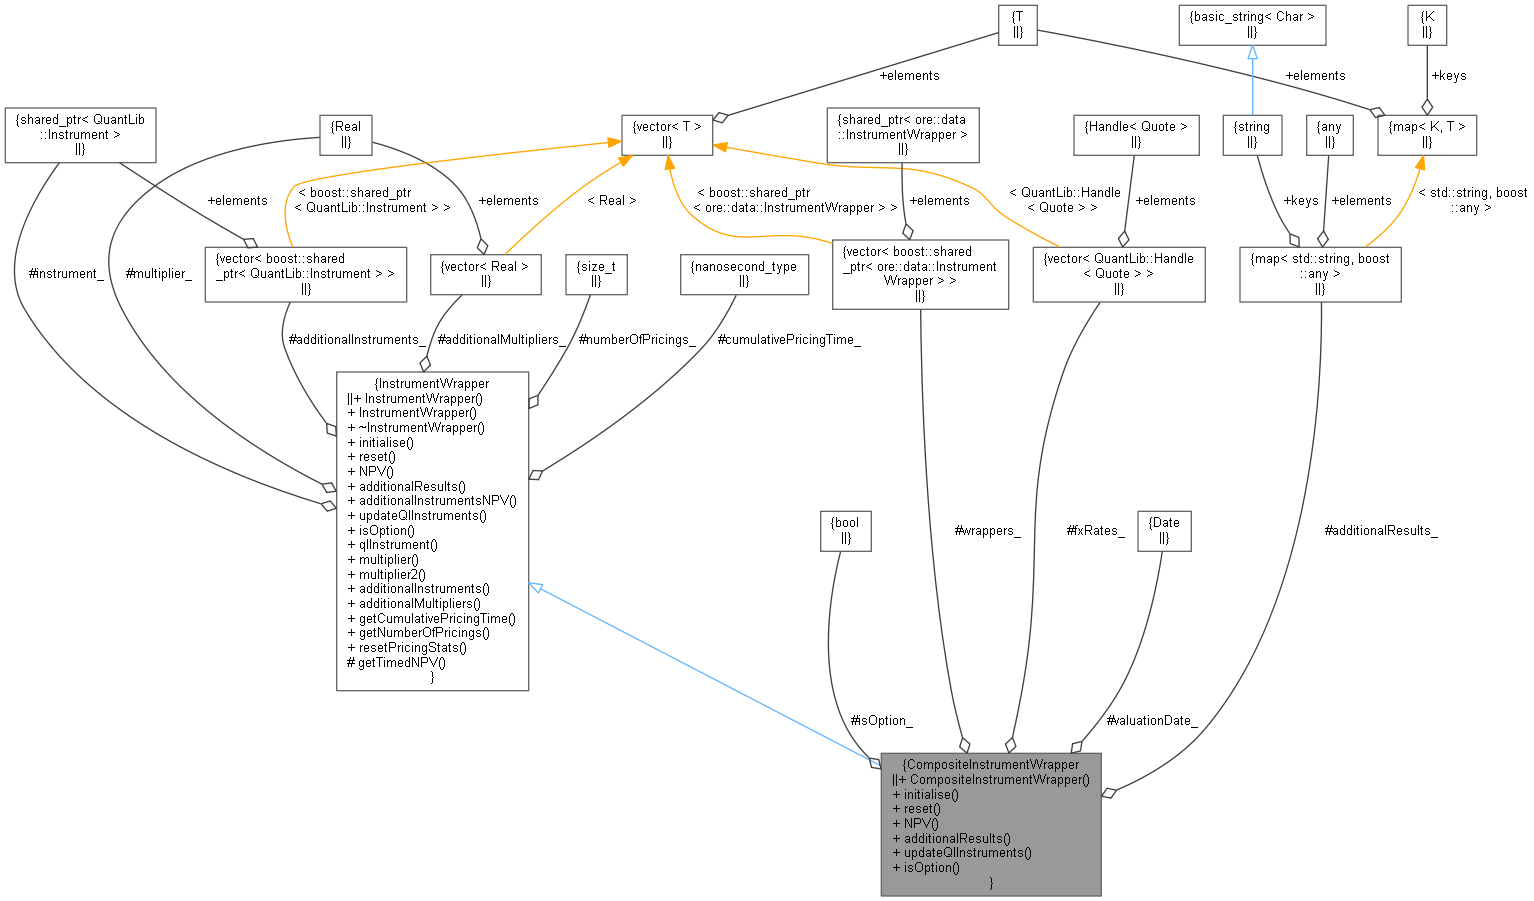 {T
||}
{basic_string< Char >
||}
{K
||}
+elements
+elements
+keys
{shared_ptr< QuantLib
::Instrument >
||}
{Real
||}
{vector< T >
||}
{shared_ptr< ore::data
::InstrumentWrapper >
||}
{Handle< Quote >
||}
{string
||}
{any
||}
{map< K, T >
||}
+elements
< boost::shared_ptr
< QuantLib::Instrument > >
+elements
< Real >
< boost::shared_ptr
< ore::data::InstrumentWrapper > >
+elements
< QuantLib::Handle
< Quote > >
+elements
+keys
+elements
< std::string, boost
::any >
#instrument_
#multiplier_
{vector< boost::shared
_ptr< QuantLib::Instrument > >
||}
{vector< Real >
||}
{size_t
||}
{nanosecond_type
||}
{vector< boost::shared
_ptr< ore::data::Instrument
Wrapper > >
||}
{vector< QuantLib::Handle
< Quote > >
||}
{map< std::string, boost
::any >
||}
#additionalInstruments_
#additionalMultipliers_
#numberOfPricings_
#cumulativePricingTime_
{InstrumentWrapper
||+ InstrumentWrapper()
+ InstrumentWrapper()
+ ~InstrumentWrapper()
+ initialise()
+ reset()
+ NPV()
+ additionalResults()
+ additionalInstrumentsNPV()
+ updateQlInstruments()
+ isOption()
+ qlInstrument()
+ multiplier()
+ multiplier2()
+ additionalInstruments()
+ additionalMultipliers()
+ getCumulativePricingTime()
+ getNumberOfPricings()
+ resetPricingStats()
# getTimedNPV()
}
{bool
||}
#wrappers_
#fxRates_
{Date
||}
#additionalResults_
#isOption_
#valuationDate_
{CompositeInstrumentWrapper
||+ CompositeInstrumentWrapper()
+ initialise()
+ reset()
+ NPV()
+ additionalResults()
+ updateQlInstruments()
+ isOption()
}